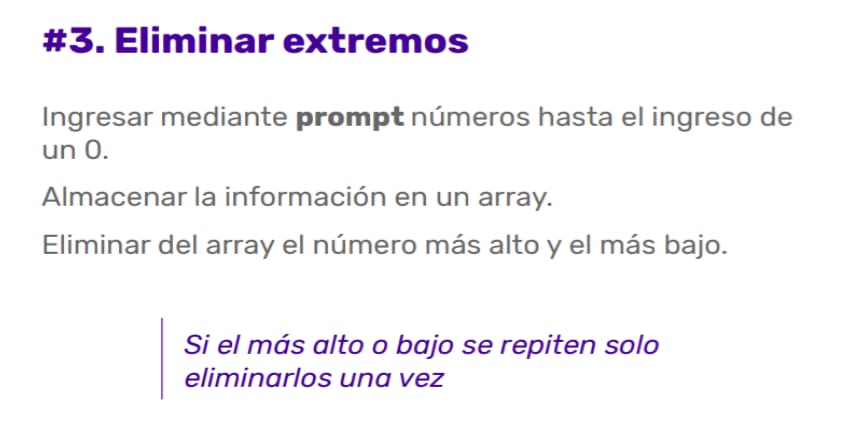 #3. Eliminar extremos
Ingresar mediante prompt números hasta el ingreso de
un 0.
Almacenar la información en un array.
Eliminar del array el número más alto y el más bajo.
Si el más alto o bajo se repiten solo
eliminarlos una vez